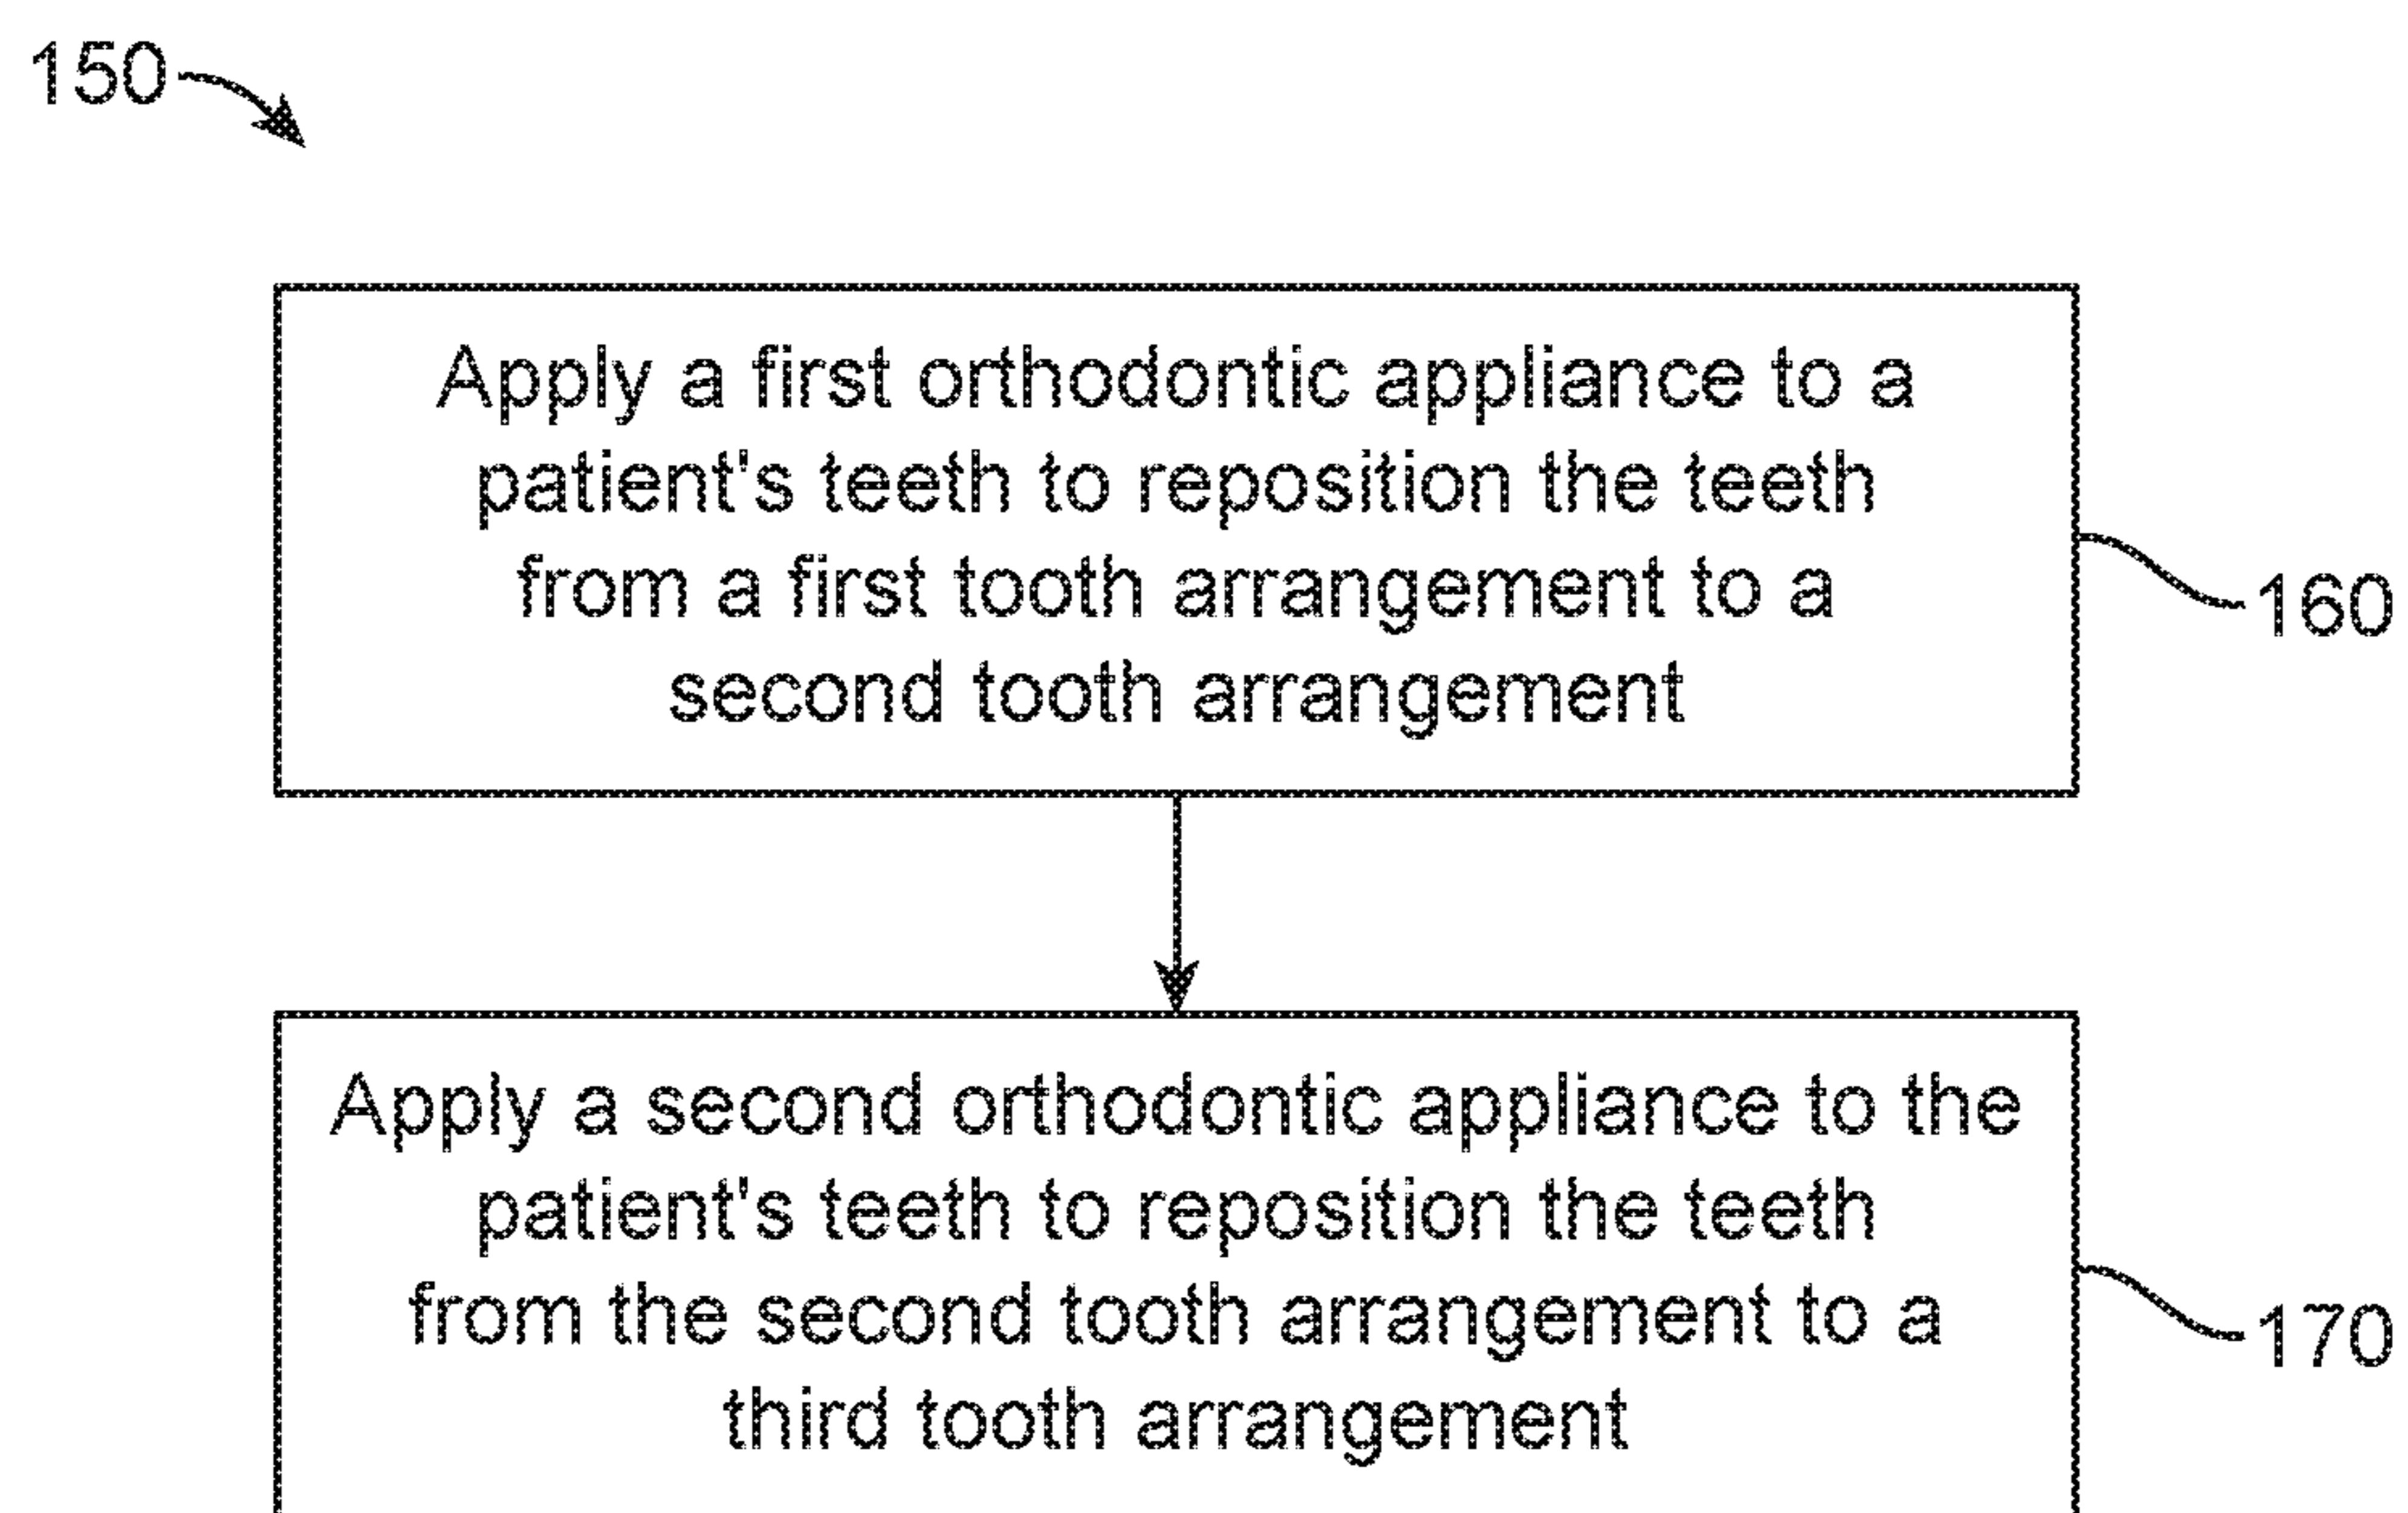 150
Apply a first orthodontic appliance to a
patient's teeth to reposition the teeth
from a first tooth arrangement to a
second tooth arrangement
160
Apply a second orthodontic appliance to the
patient's teeth to reposition the teeth
from the second tooth arrangement to a
third tooth arrangement
170